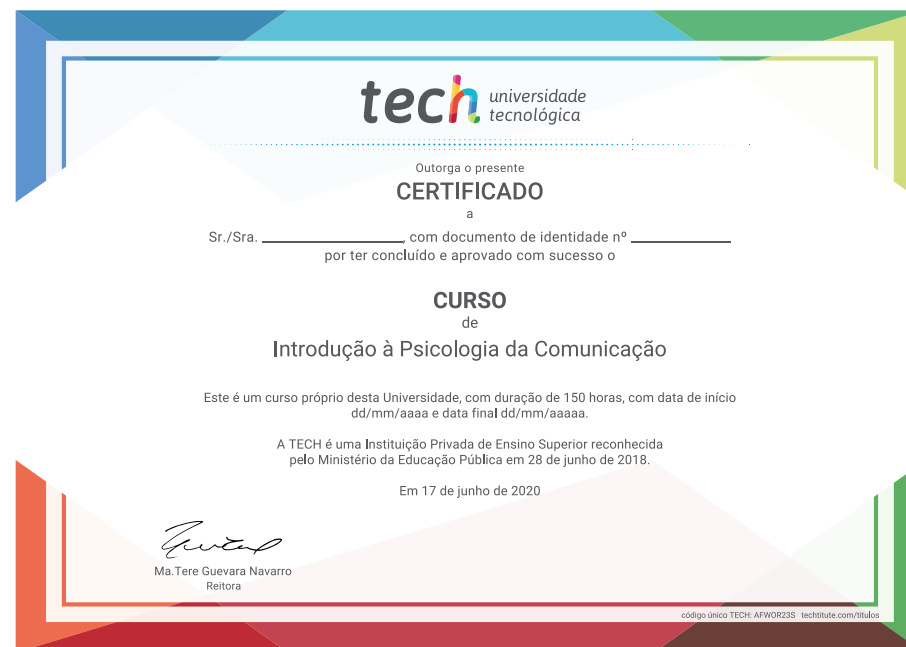 tech universidade
tecnológica
Outorga o presente
CERTIFICADO
a
Sr./Sra. ________________, com documento de identidade nº ____________
por ter concluído e aprovado com sucesso o
CURSO
de
Introdução à Psicologia da Comunicação
Este é um curso próprio desta Universidade, com duração de 150 horas, com data de início
dd/mm/aaaa e data final dd/mm/aaaaa.
A TECH é uma Instituição Privada de Ensino Superior reconhecida
pelo Ministério da Educação Pública em 28 de junho de 2018.
Em 17 de junho de 2020
Ma.Tere Guevara Navarro
Reitora
código único TECH: AFWOR23S techtitute.com/titulos